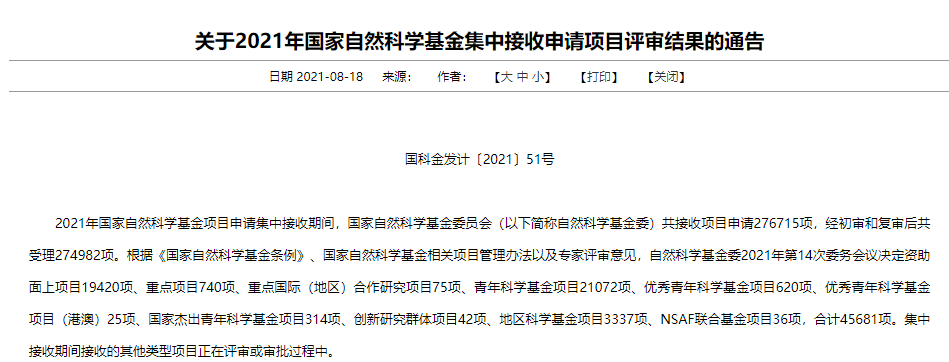 关于2021年国家自然科学基金集中接收申请项目评审结果的通告
日期 2021-08-18 来源： 作者： 【大 中 小】 【打印】 【关闭】
国科金发计〔2021〕51号
2021年国家自然科学基金项目申请集中接收期间，国家自然科学基金委员会（以下简称自然科学基金委）共接收项目申请276715项，经初审和复审后共
受理274982项。根据《国家自然科学基金条例》、国家自然科学基金相关项目管理办法以及专家评审意见，自然科学基金委2021年第14次委务会议决定资助
面上项目19420项、重点项目740项、重点国际（地区）合作研究项目75项、青年科学基金项目21072项、优秀青年科学基金项目620项、优秀青年科学基金
项目（港澳）25项、国家杰出青年科学基金项目314项、创新研究群体项目42项、地区科学基金项目3337项、NSAF联合基金项目36项，合计45681项。集中
接收期间接收的其他类型项目正在评审或审批过程中。